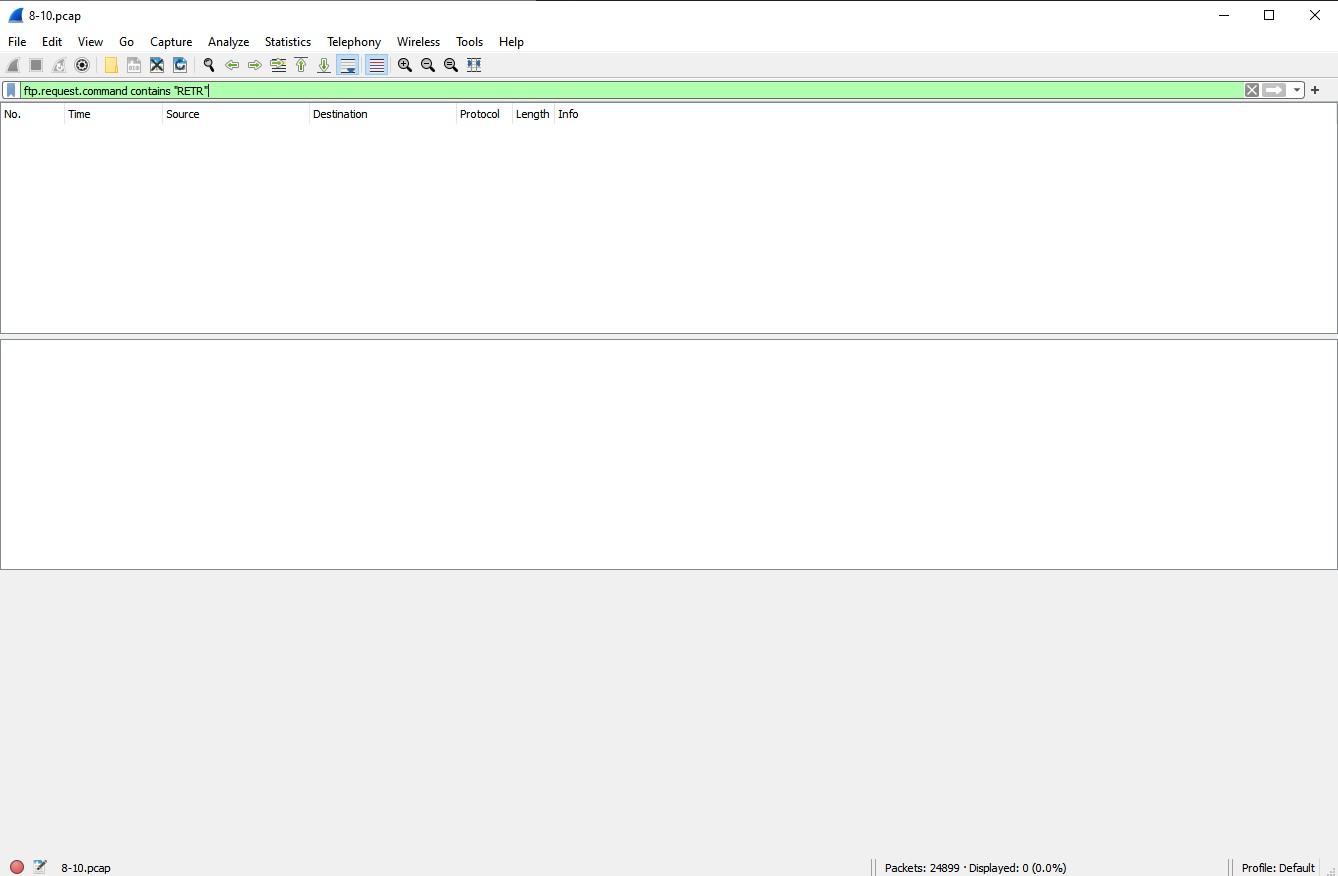 8-10.pcap
File Edit View Go Capture Analyze Statistics Telephony Wireless Tools Help
ftp.request.command contains "RETR"
No. Time Source Destination Protocol Length Info
8-10.pcap Packets: 24899 · Displayed: 0 (0.0%) Profile: Default